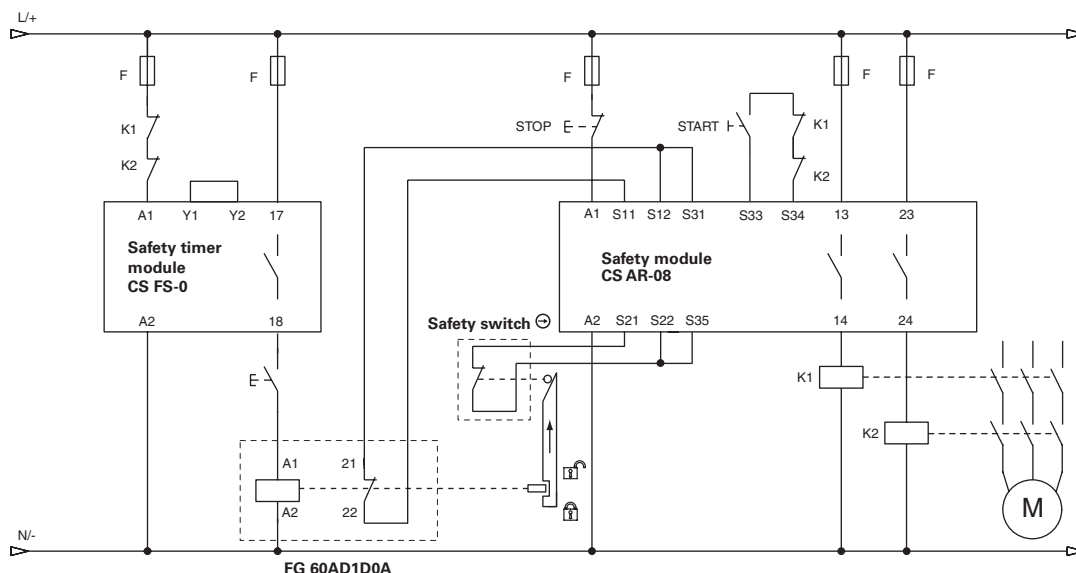 L/+
F
F
F
F
F
K1
K2
STOP
START
K1
K2
A1 Y1 Y2 17
Safety timer
module
CS FS-0
A2 18
A1 S11 S12 S31 S33 S34 13 23
Safety module
CS AR-08
A2 S21 S22 S35 14 24
Safety switch
K1
K2
A1 21
A2 22
M
N/-
FG 60AD1D0A